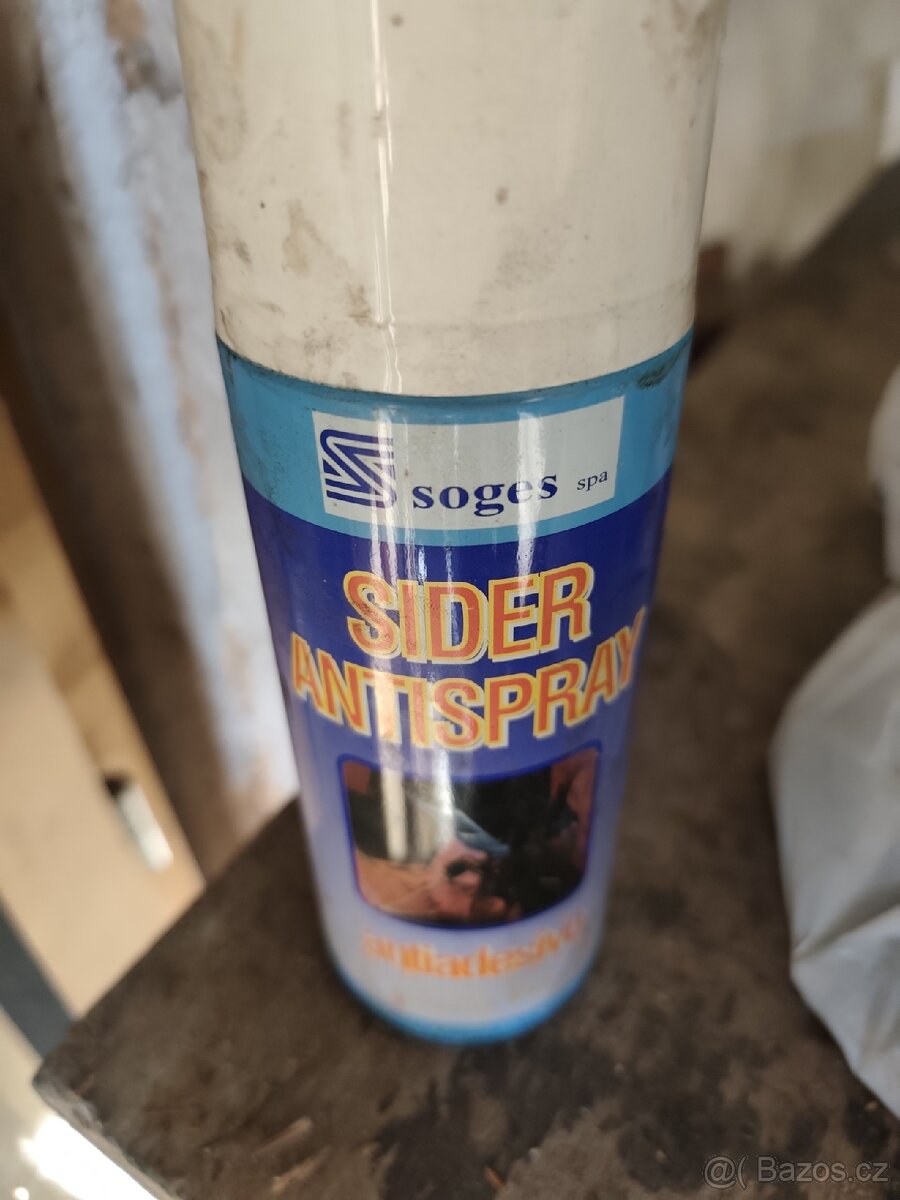 soges spa
SIDER
ANTISPRAY
antiadesivo
@( Bazos.cz